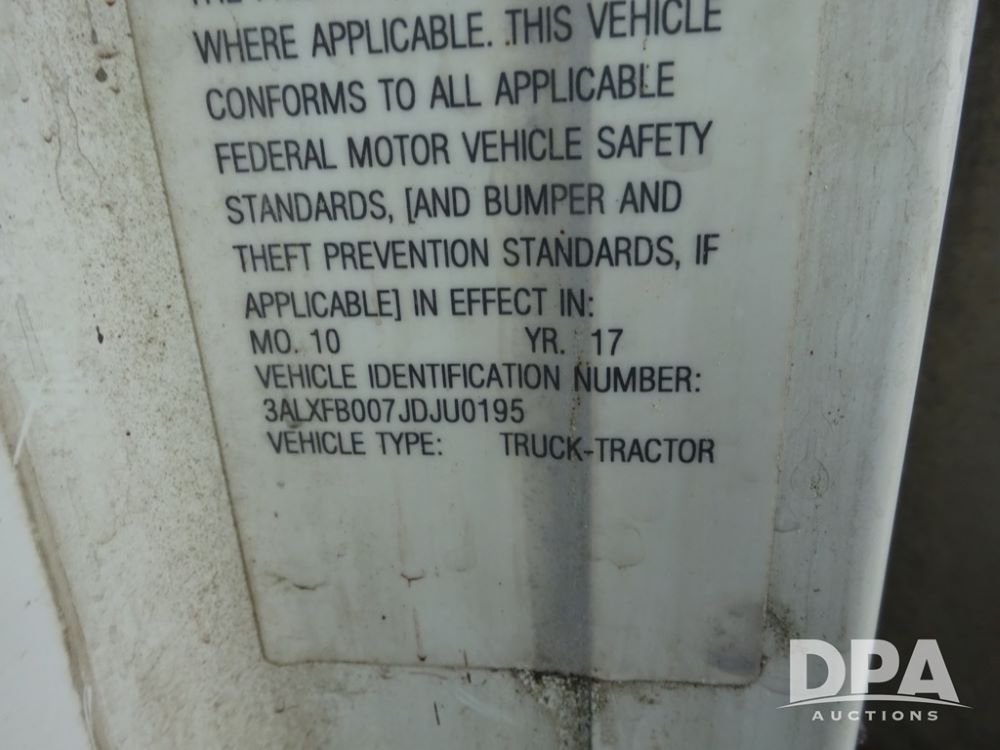 WHERE APPLICABLE. THIS VEHICLE
CONFORMS TO ALL APPLICABLE
FEDERAL MOTOR VEHICLE SAFETY
STANDARDS, [AND BUMPER AND
THEFT PREVENTION STANDARDS, IF
APPLICABLE] IN EFFECT IN:
MO. 10 YR. 17
VEHICLE IDENTIFICATION NUMBER:
3ALXFB007JDJU0195
VEHICLE TYPE: TRUCK-TRACTOR
DPA
AUCTIONS